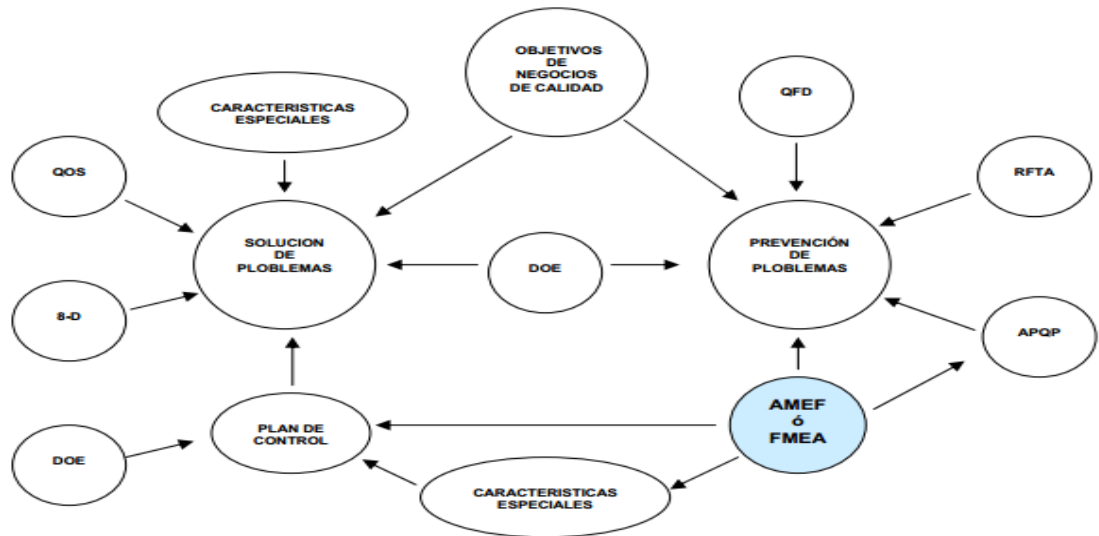 OBJETIVOS
DE
NEGOCIOS
DE CALIDAD
QFD
CARACTERISTICAS
ESPECIALES
QOS
RFTA
SOLUCION
DE
PLOBLEMAS
DOE
PREVENCIÓN
DE
PLOBLEMAS
8-D
APQP
PLAN DE
CONTROL
AMEF
ó
FMEA
DOE
CARACTERISTICAS
ESPECIALES